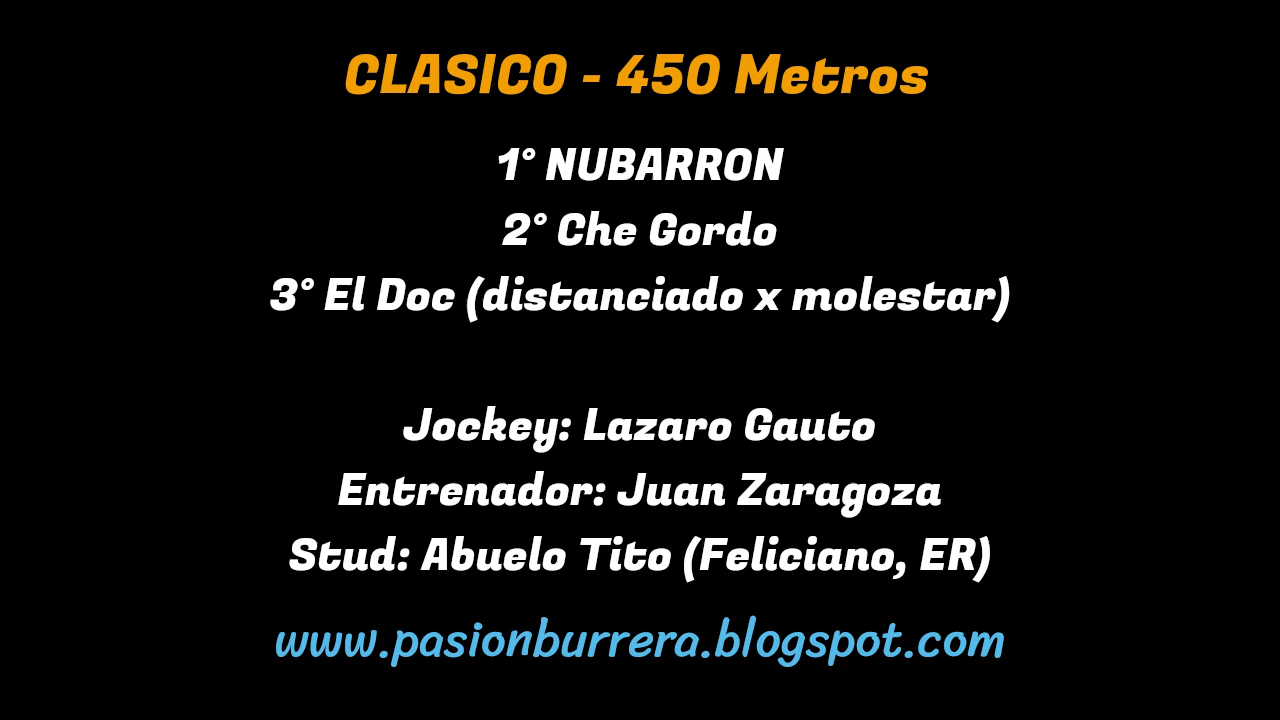 CLASICO - 450 Metros
1° NUBARRON
2° Che Gordo
3° El Doc (distanciado x molestar)
Jockey: Lazaro Gauto
Entrenador: Juan Zaragoza
Stud: Abuelo Tito (Feliciano, ER)
www.pasionburrera.blogspot.com